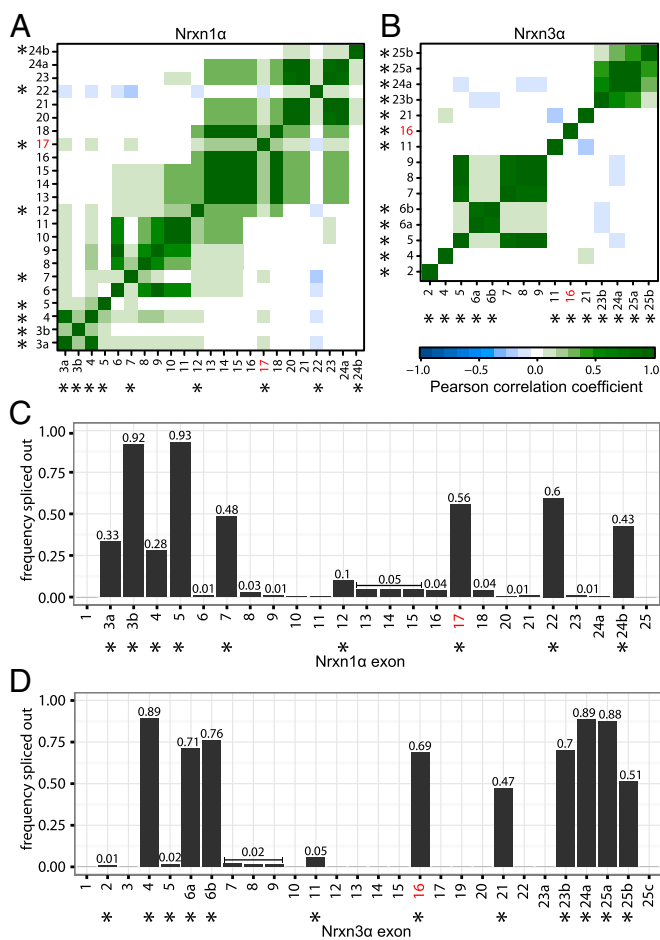 A
Nrxn1α
*24b
24a
23
*22
21
20
18
*17
16
15
14
13
*12
11
10
9
8
*7
6
*5
*4
*3b
*3a
3a 3b 4 5 6 7 8 9 10 11 12 13 14 15 16 17 18 20 21 22 23 24a 24b
* * * * * * * * *
B
Nrxn3α
*25b
*25a
*24a
*23b
*21
*16
*11
9
8
7
*6b
*6a
*5
*4
*2
2 4 5 6a 6b 7 8 9 11 16 21 23b 24a 25a 25b
* * * * * * * * * * * *
−1.0 −0.5 0.0 0.5 1.0
Pearson correlation coefficient
C
frequency spliced out
1.00
0.75
0.50
0.25
0.00
0.33 0.92 0.28 0.93 0.01 0.48 0.03 0.01 0.1 0.05 0.04 0.56 0.04 0.01 0.6 0.01 0.43
1 3a 3b 4 5 6 7 8 9 10 11 12 13 14 15 16 17 18 20 21 22 23 24a 24b 25
* * * * * * * * *
Nrxn1α exon
D
frequency spliced out
1.00
0.75
0.50
0.25
0.00
0.01 0.89 0.02 0.71 0.76 0.02 0.05 0.69 0.47 0.7 0.89 0.88 0.51
1 2 3 4 5 6a 6b 7 8 9 10 11 12 13 14 15 16 17 19 20 21 22 23a 23b 24a 25a 25b 25c
* * * * * * * * * * * *
Nrxn3α exon